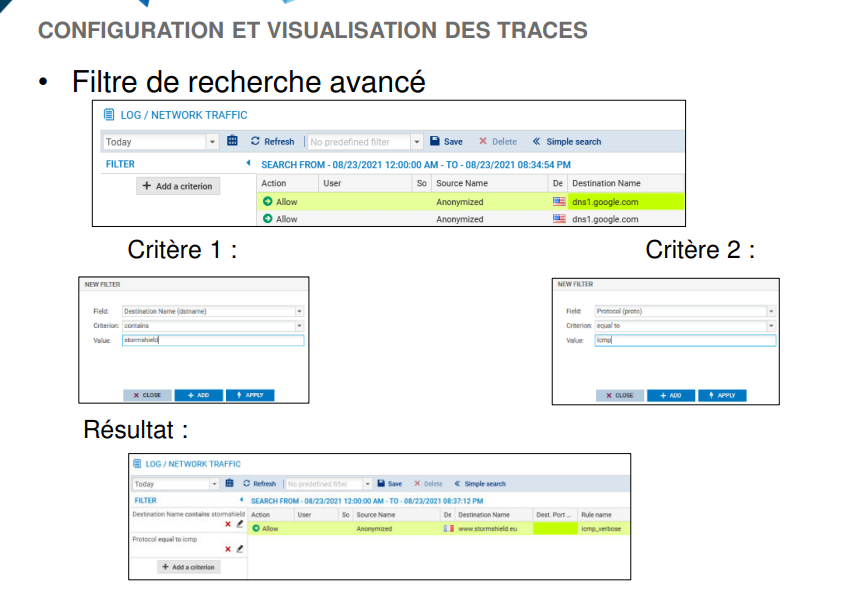 CONFIGURATION ET VISUALISATION DES TRACES
• Filtre de recherche avancé
LOG / NETWORK TRAFFIC
Today Refresh No predefined filter Save Delete Simple search
FILTER SEARCH FROM - 08/23/2021 12:00:00 AM - TO - 08/23/2021 08:34:54 PM
+ Add a criterion Action User So Source Name De Destination Name
Allow Anonymized dns1.google.com
Allow Anonymized dns1.google.com
Critère 1 :
NEW FILTER
Field: Destination Name (dstname)
Criterion: contains
Value: stormshield
CLOSE + ADD APPLY
Critère 2 :
NEW FILTER
Field: Protocol (proto)
Criterion: equal to
Value: icmp
CLOSE + ADD APPLY
Résultat :
LOG / NETWORK TRAFFIC
Today Refresh No predefined filter Save Delete Simple search
FILTER SEARCH FROM - 08/23/2021 12:00:00 AM - TO - 08/23/2021 08:37:12 PM
Destination Name contains stormshield Action User So Source Name De Destination Name Dest. Port ... Rule name
Allow Anonymized www.stormshield.eu icmp_verbose
Protocol equal to icmp
+ Add a criterion